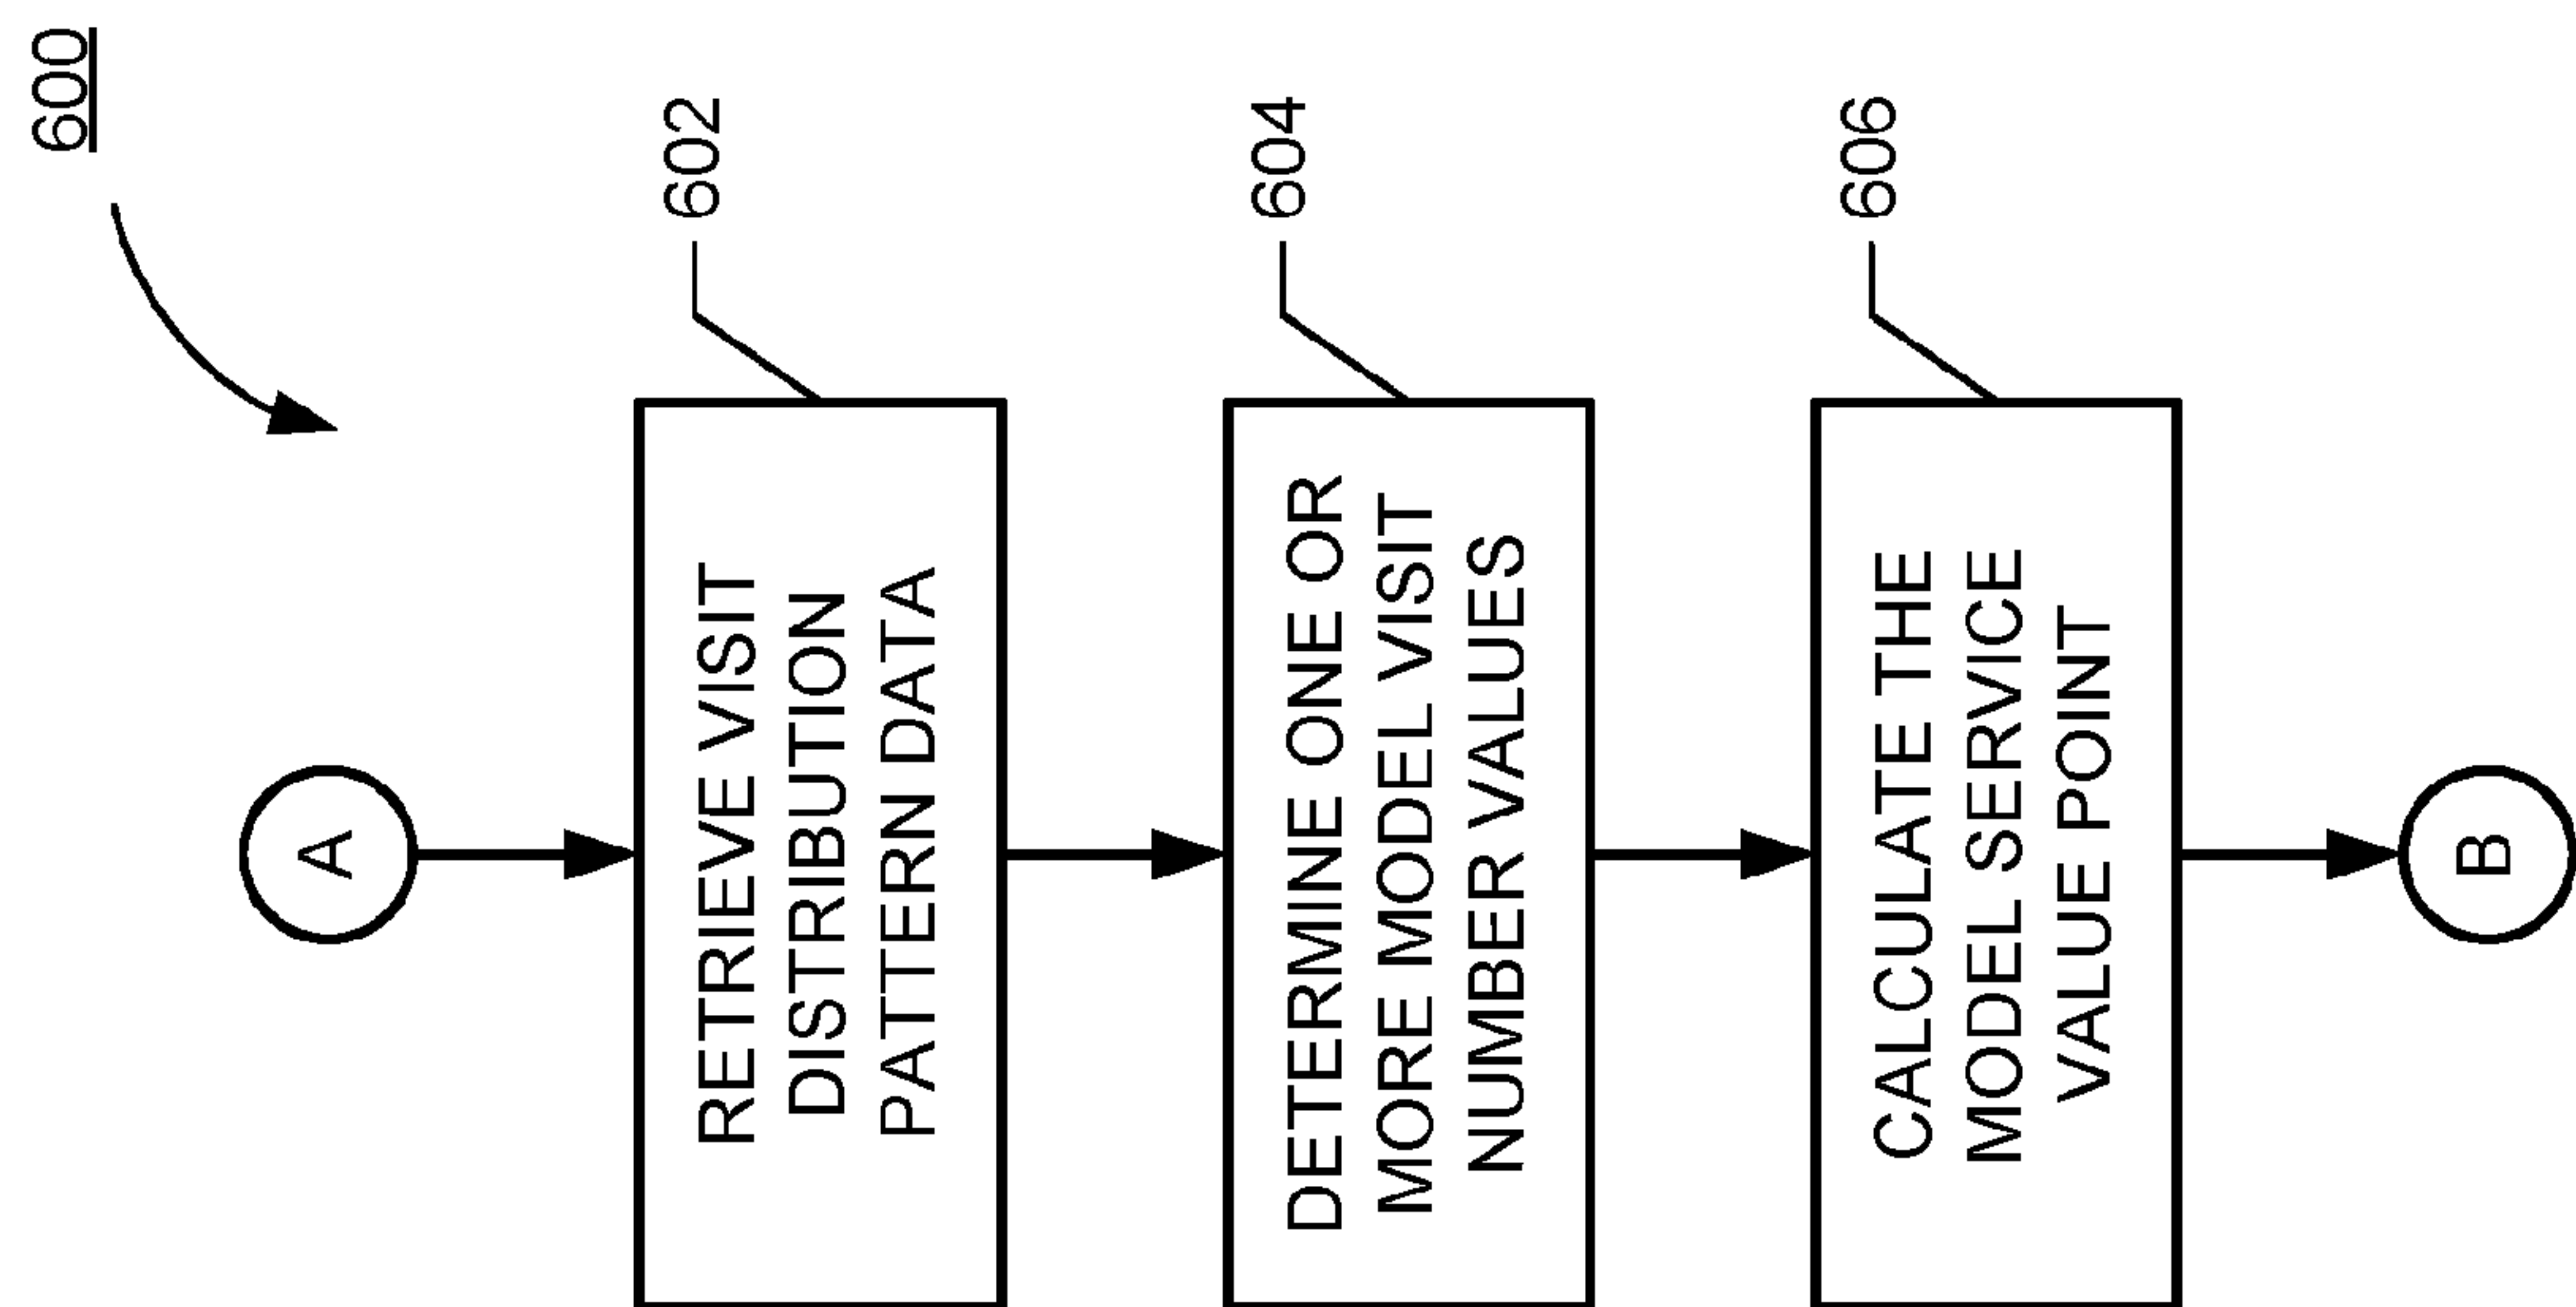 600
A
602
RETRIEVE VISIT
DISTRIBUTION
PATTERN DATA
604
DETERMINE ONE OR
MORE MODEL VISIT
NUMBER VALUES
606
CALCULATE THE
MODEL SERVICE
VALUE POINT
B